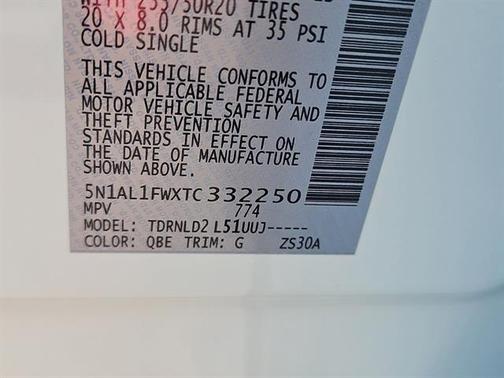 20 X 8.0 RIMS AT 35 PSI
COLD SINGLE
THIS VEHICLE CONFORMS TO
ALL APPLICABLE FEDERAL
MOTOR VEHICLE SAFETY AND
THEFT PREVENTION
STANDARDS IN EFFECT ON
THE DATE OF MANUFACTURE
SHOWN ABOVE.
5N1AL1FWXTC332250
MPV 774
MODEL: TDRNLD2 L51UUJ-----
COLOR: QBE TRIM: G ZS30A